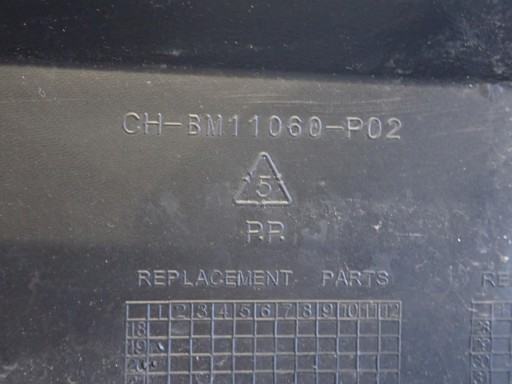 CH-BM11060-P02
5
P.P.
REPLACEMENT PARTS
1 2 3 4 5 6 7 8 9 10 11 12
18
19
RE